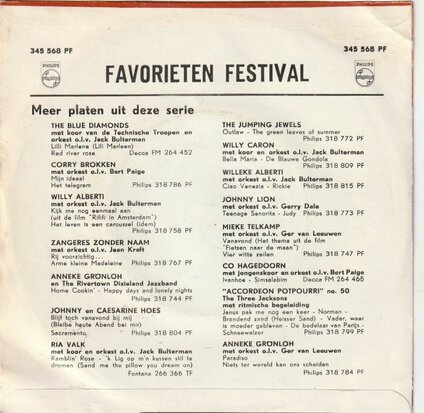 345 568 PF
345 568 PF
PHILIPS
PHILIPS
FAVORIETEN FESTIVAL
Meer platen uit deze serie
THE BLUE DIAMONDS
met koor van de Technische Troepen en
orkest o.l.v. Jack Bulterman
Lilli Marlene (Lili Marleen)
Red river rose Decca FM 264 452
CORRY BROKKEN
met orkest o.l.v. Bert Paige
Mijn ideaal
Het telegram Philips 318 786 PF
WILLY ALBERTI
met orkest o.l.v. Jack Bulterman
Kijk me nog eenmaal aan
(uit de film "Rififi in Amsterdam")
Het leven is een caroussel (idem)
Philips 318 758 PF
ZANGERES ZONDER NAAM
met orkest o.l.v. Jean Kraft
Rij voorzichtig...
Arme kleine Madeleine Philips 318 767 PF
ANNEKE GRØNLOH
en The Rivertown Dixieland Jazzband
Home Cookin' - Happy days and lonely nights
Philips 318 744 PF
JOHNNY en CAESARINE HOES
Blijf toch vanavond bij mij
(Bleibe heute Abend bei mir)
Sacramento Philips 318 804 PF
RIA VALK
met koor en orkest o.l.v. Jack Bulterman
Ramblin' Rose - 'k Lig op m'n kussen stil te
dromen (Send me the pillow you dream on)
Fontana 266 366 TF
THE JUMPING JEWELS
Outlaw - The green leaves of summer
Philips 318 772 PF
WILLY CARON
met koor en orkest o.l.v. Jack Bulterman
Bella Maria - De Blauwe Gondola
Philips 318 809 PF
WILLEKE ALBERTI
met orkest o.l.v. Jack Bulterman
Ciao Venezia - Rickie Philips 318 815 PF
JOHNNY LION
met orkest o.l.v. Gerry Dale
Teenage Senorita - Judy Philips 318 773 PF
MIEKE TELKAMP
met orkest o.l.v. Ger van Leeuwen
Vanavond (Het thema uit de film
"Fietsen naar de maan")
Vier witte zeilen Philips 318 747 PF
CO HAGEDOORN
met jongenskoor en orkest o.l.v. Bert Paige
Ivanhoe - Simsalabim Decca FM 264 465
"ACCORDEON POTPOURRI" no. 50
The Three Jacksons
met ritmische begeleiding
Janus pak me nog een keer - Norman -
Brandend zand (Heisser Sand) - Vader, waar
is moeder gebleven - De bedelaar van Parijs -
Schneewalzer Philips 318 799 PF
ANNEKE GRØNLOH
met orkest o.l.v. Ger van Leeuwen
Paradiso
Niets ter wereld kan ons scheiden
Philips 318 784 PF